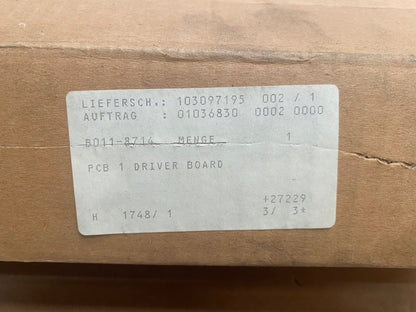 LIEFERSCH.: 103097195 002 / 1
AUFTRAG : 01036830 0002 0000
B011-8714 MENGE 1
PCB 1 DRIVER BOARD
-
+27229
H 1748/ 1 3/ 3*